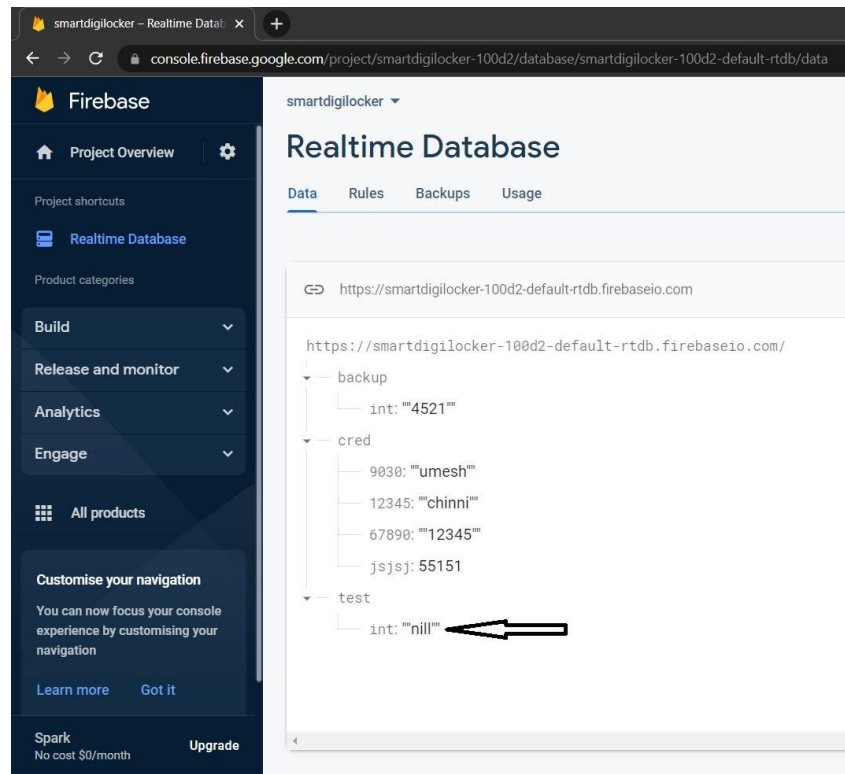 smartdigilocker – Realtime Datab
console.firebase.google.com/project/smartdigilocker-100d2/database/smartdigilocker-100d2-default-rtdb/data
Firebase
Project Overview
Project shortcuts
Realtime Database
Product categories
Build
Release and monitor
Analytics
Engage
All products
Customise your navigation
You can now focus your console
experience by customising your
navigation
Learn more Got it
Spark
No cost $0/month
Upgrade
smartdigilocker
Realtime Database
Data Rules Backups Usage
https://smartdigilocker-100d2-default-rtdb.firebaseio.com
https://smartdigilocker-100d2-default-rtdb.firebaseio.com/
backup
int: ""4521""
cred
9030: ""umesh""
12345: ""chinni""
67890: ""12345""
jsjsj: 55151
test
int: ""nill""